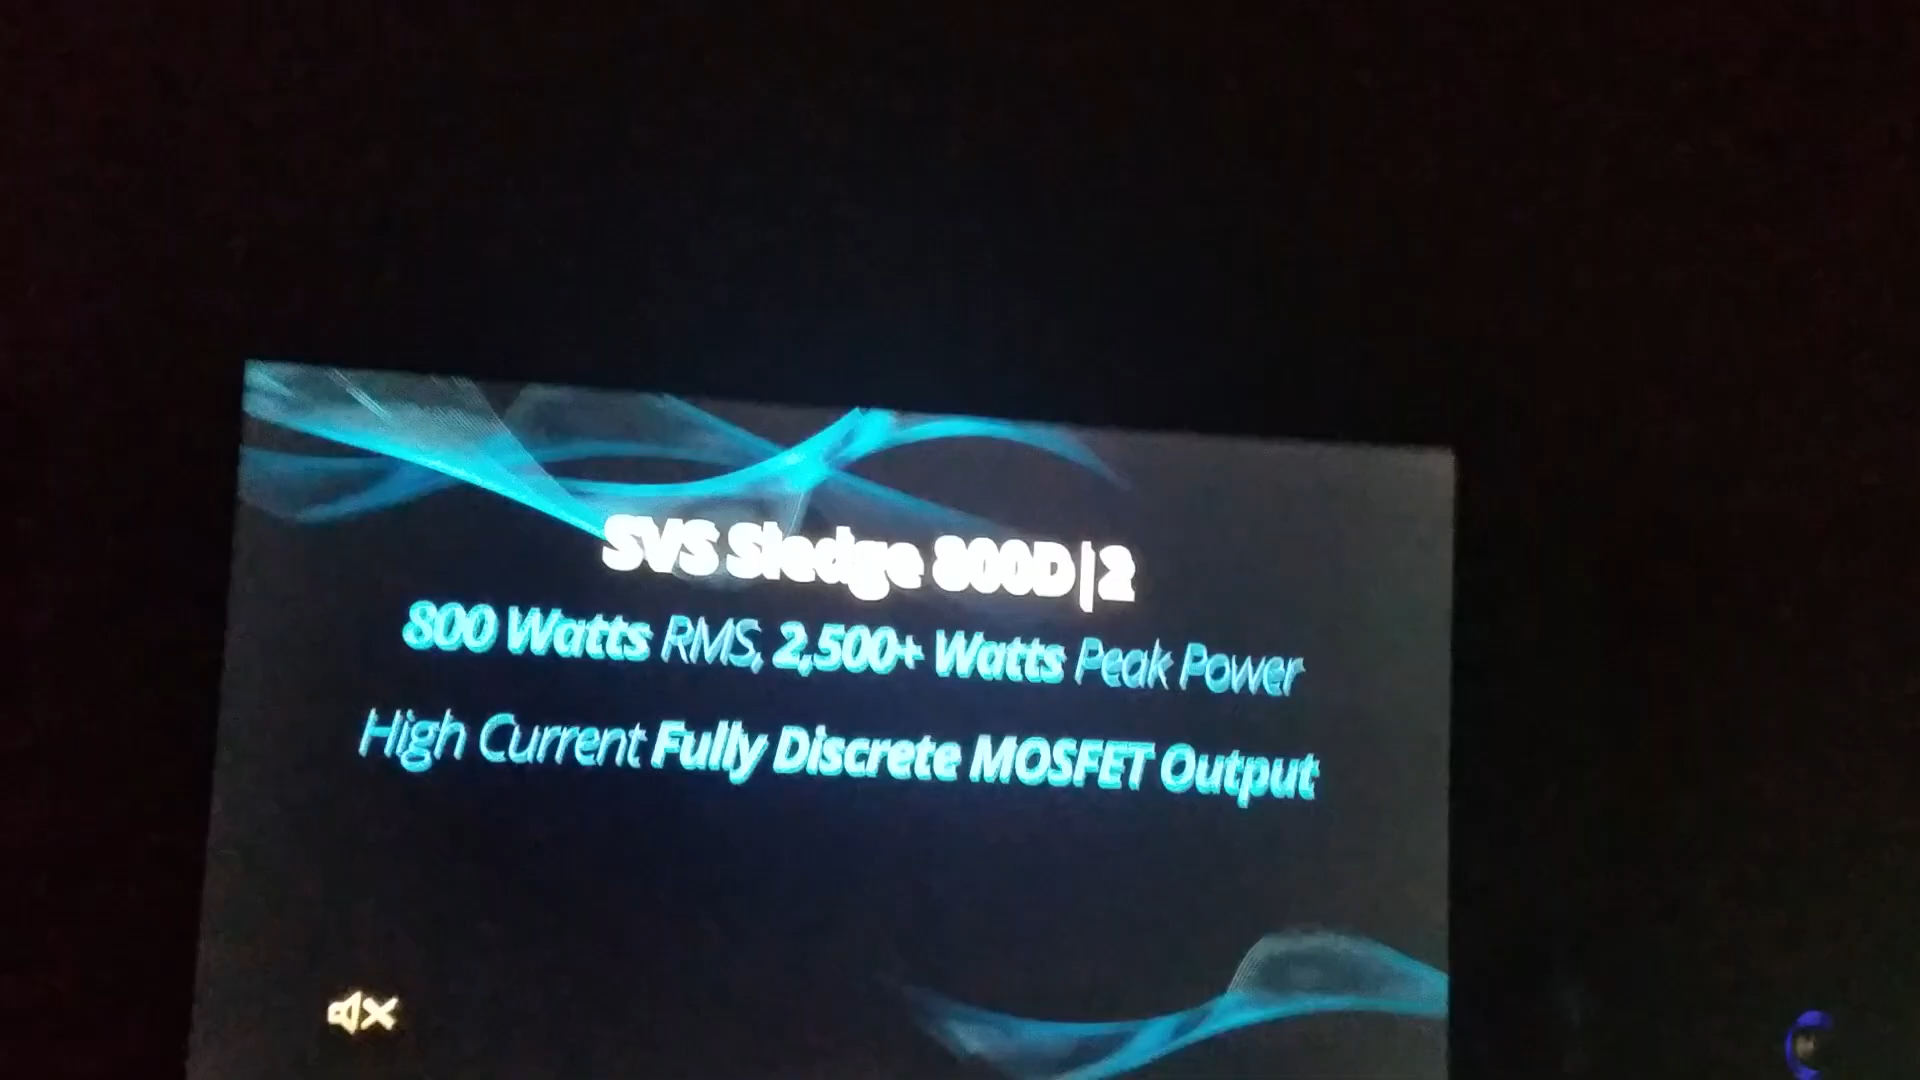 SVS Sledge 800D|2
800 Watts RMS, 2,500+ Watts Peak Power
High Current Fully Discrete MOSFET Output